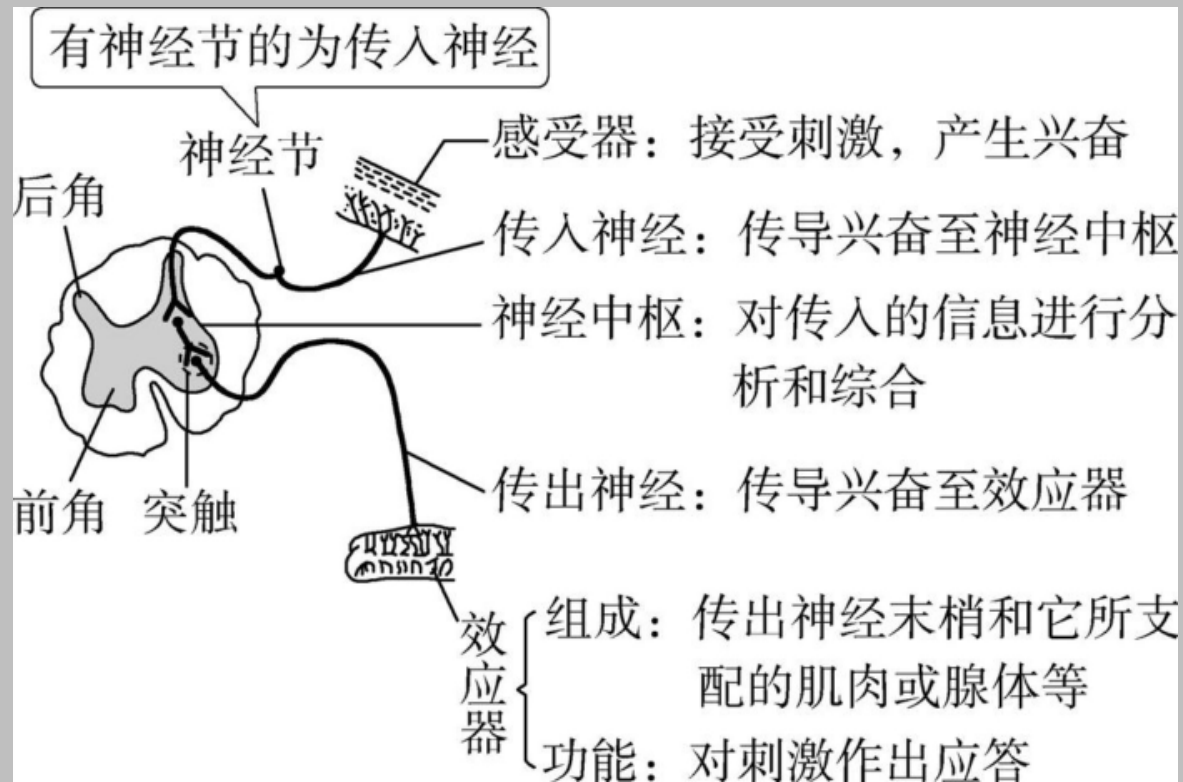 有神经节的为传入神经
神经节
感受器：接受刺激，产生兴奋
后角
传入神经：传导兴奋至神经中枢
神经中枢：对传入的信息进行分
析和综合
传出神经：传导兴奋至效应器
前角 突触
效应器
组成：传出神经末梢和它所支
配的肌肉或腺体等
功能：对刺激作出应答